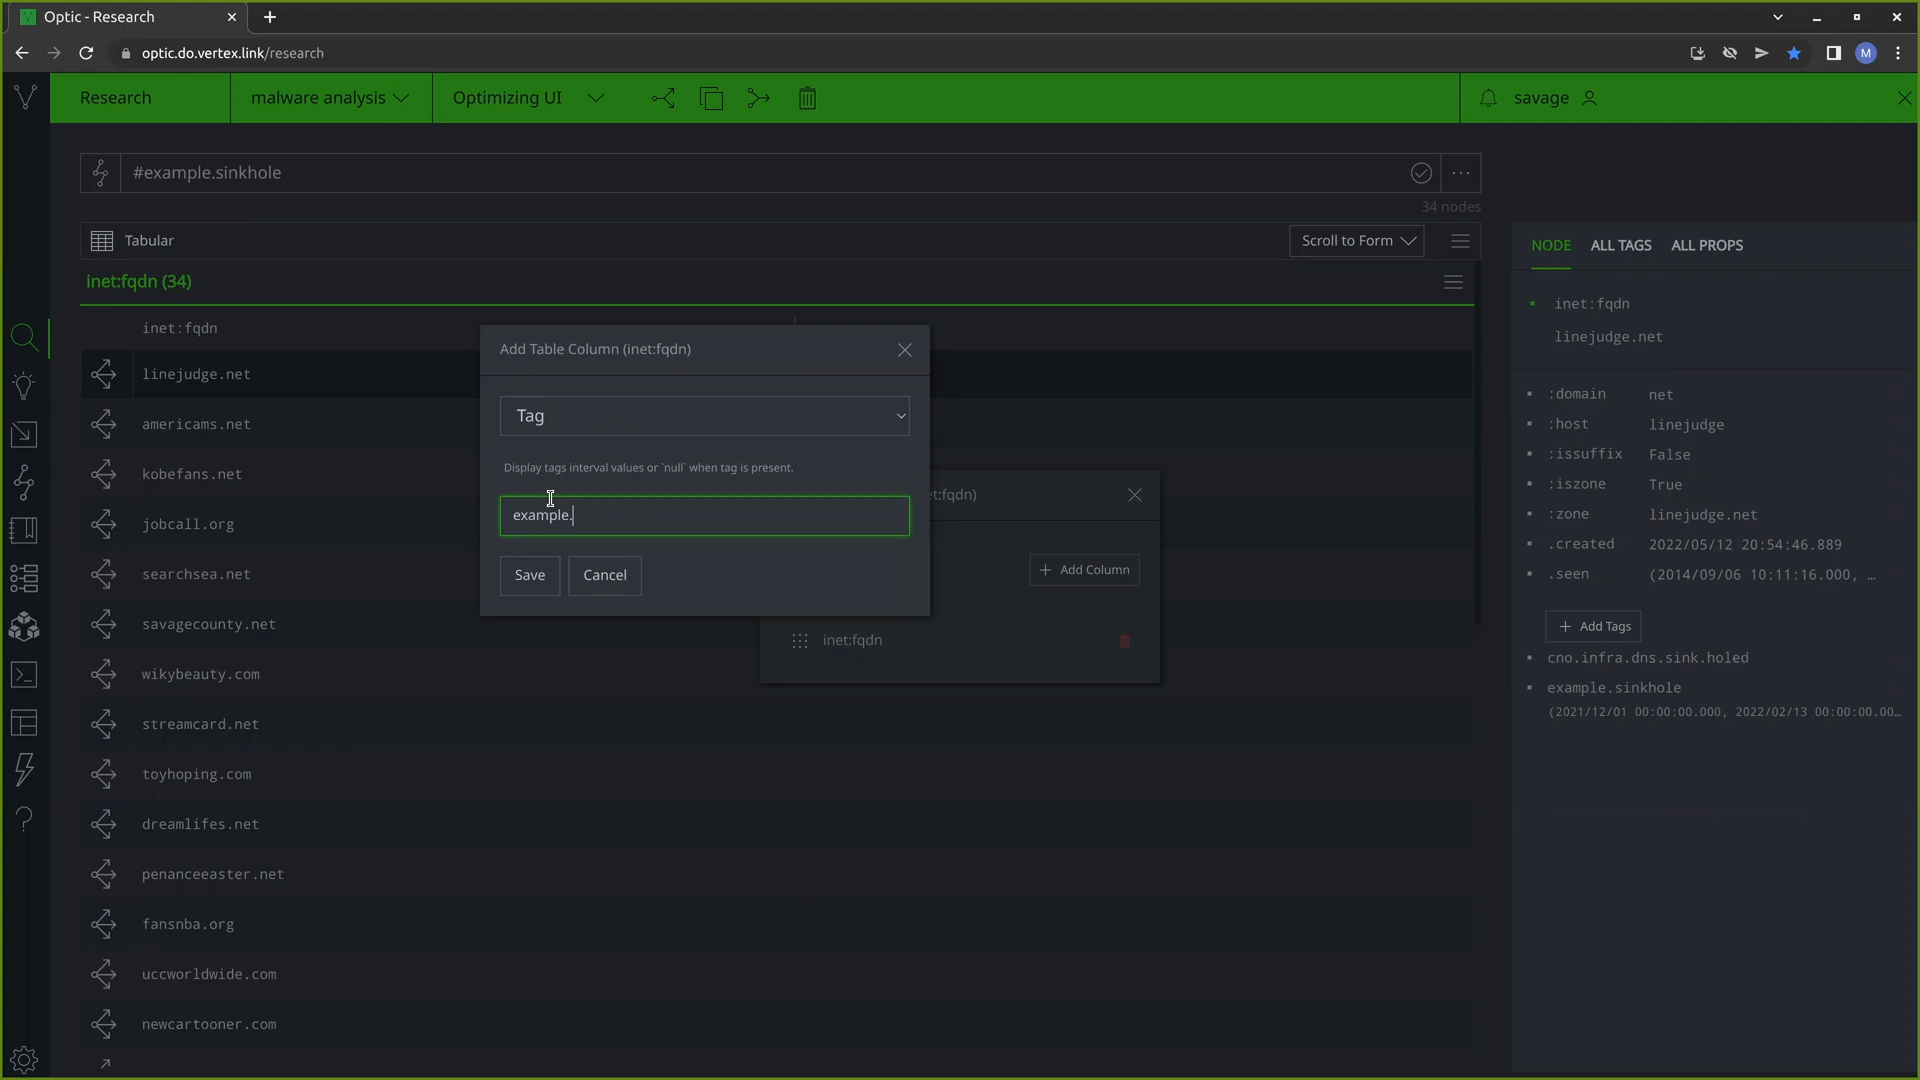 Optic - Research
optic.do.vertex.link/research
M
Research
malware analysis
Optimizing UI
savage
#example.sinkhole
...
34 nodes
Tabular
Scroll to Form
inet:fqdn (34)
inet:fqdn
linejudge.net
americams.net
kobefans.net
jobcall.org
searchsea.net
savagecounty.net
wikybeauty.com
streamcard.net
toyhoping.com
dreamlifes.net
penanceeaster.net
fansnba.org
uccworldwide.com
newcartooner.com
Add Table Column (inet:fqdn)
Tag
Display tags interval values or `null` when tag is present.
example.
Save
Cancel
et:fqdn)
+ Add Column
inet:fqdn
NODE ALL TAGS ALL PROPS
inet:fqdn
linejudge.net
:domain net
:host linejudge
:issuffix False
:iszone True
:zone linejudge.net
.created 2022/05/12 20:54:46.889
.seen (2014/09/06 10:11:16.000, …
+ Add Tags
cno.infra.dns.sink.holed
example.sinkhole
(2021/12/01 00:00:00.000, 2022/02/13 00:00:00.00…